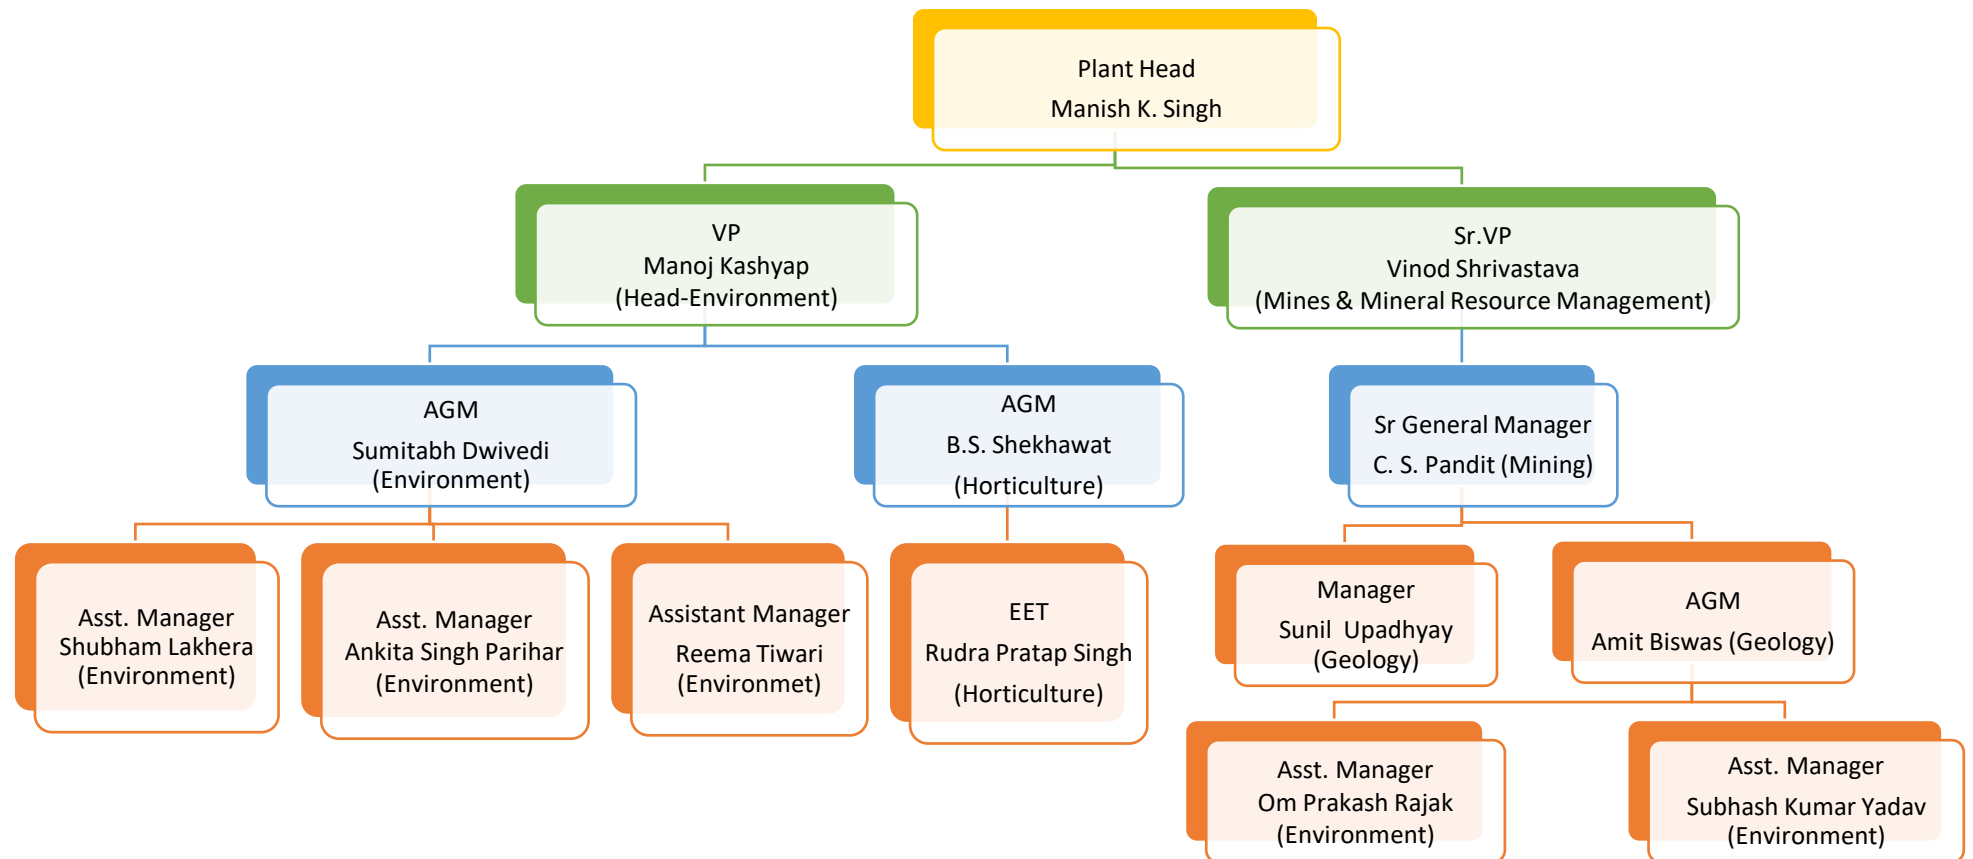 Plant Head
Manish K. Singh
VP
Manoj Kashyap
(Head-Environment)
Sr.VP
Vinod Shrivastava
(Mines & Mineral Resource Management)
AGM
Sumitabh Dwivedi
(Environment)
AGM
B.S. Shekhawat
(Horticulture)
Sr General Manager
C. S. Pandit (Mining)
Asst. Manager
Shubham Lakhera
(Environment)
Asst. Manager
Ankita Singh Parihar
(Environment)
Assistant Manager
Reema Tiwari
(Environmet)
EET
Rudra Pratap Singh
(Horticulture)
Manager
Sunil  Upadhyay
(Geology)
AGM
Amit Biswas (Geology)
Asst. Manager
Om Prakash Rajak
(Environment)
Asst. Manager
Subhash Kumar Yadav
(Environment)